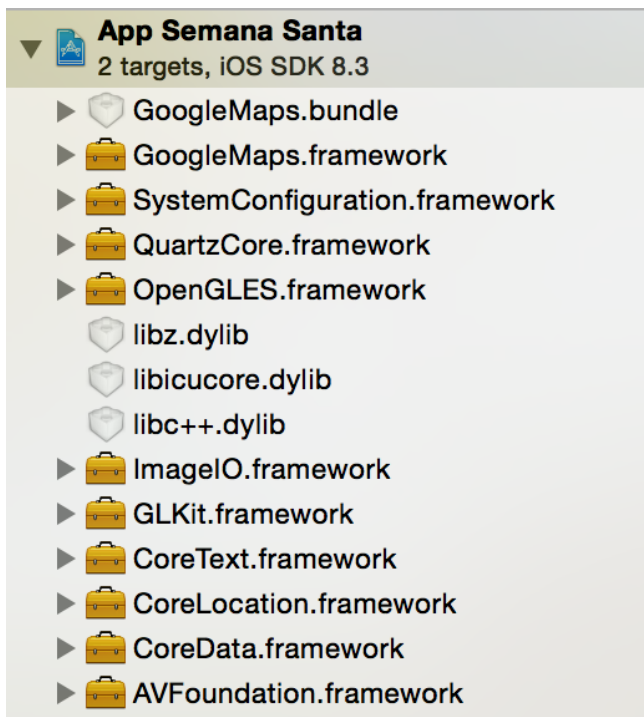 App Semana Santa
2 targets, iOS SDK 8.3
GoogleMaps.bundle
GoogleMaps.framework
SystemConfiguration.framework
QuartzCore.framework
OpenGLES.framework
libz.dylib
libicucore.dylib
libc++.dylib
ImageIO.framework
GLKit.framework
CoreText.framework
CoreLocation.framework
CoreData.framework
AVFoundation.framework